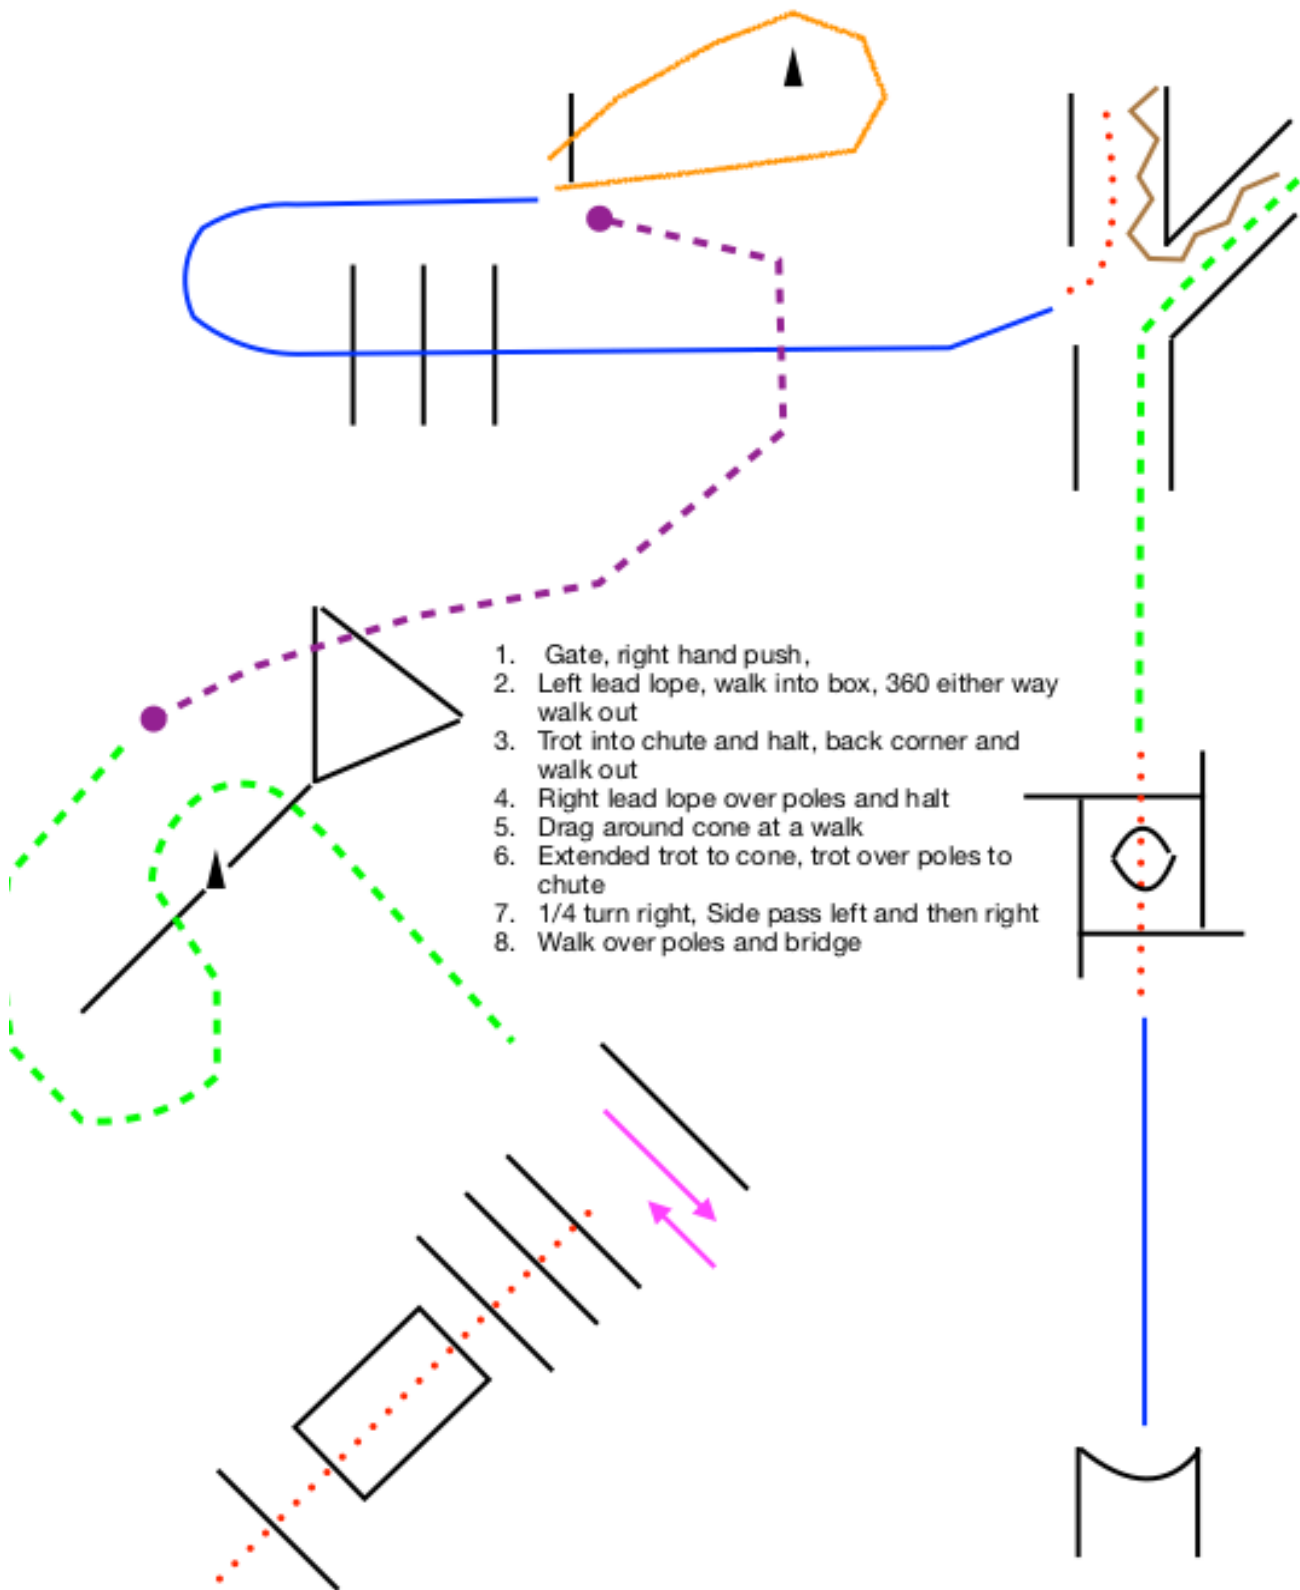 1. Gate, right hand push,
2. Left lead lope, walk into box, 360 either way
walk out
3. Trot into chute and halt, back corner and
walk out
4. Right lead lope over poles and halt
5. Drag around cone at a walk
6. Extended trot to cone, trot over poles to
chute
7. 1/4 turn right, Side pass left and then right
8. Walk over poles and bridge